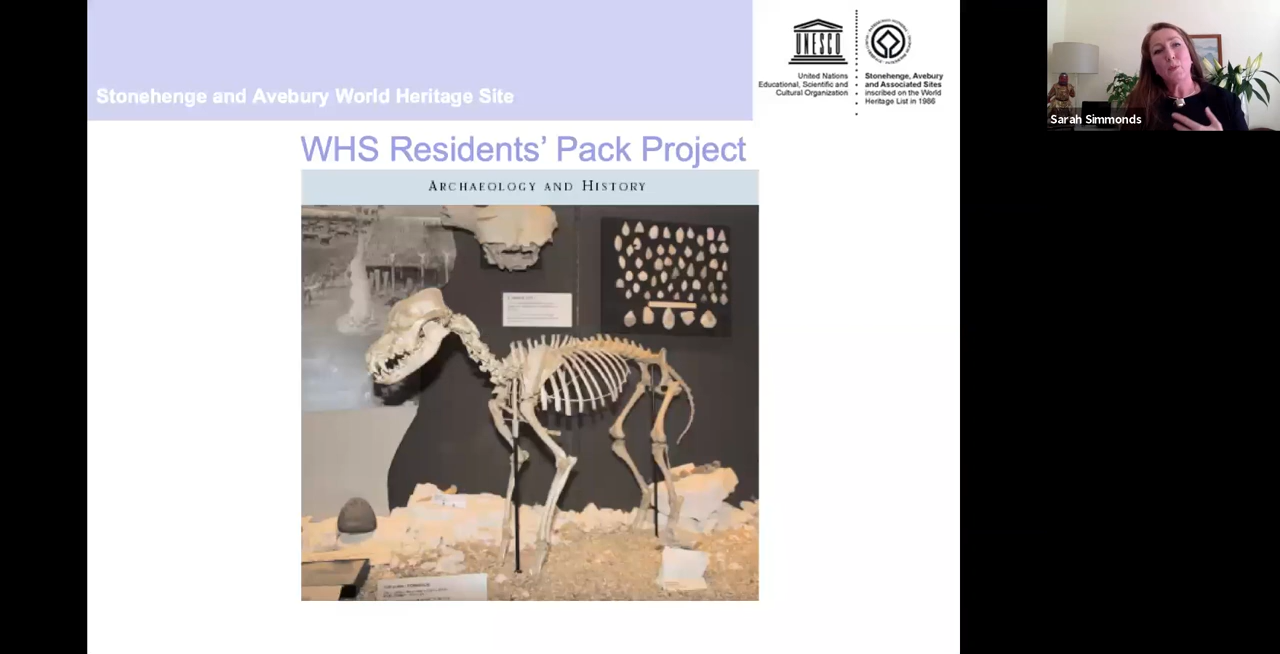 Stonehenge and Avebury World Heritage Site
UNESCO
United Nations
Educational, Scientific and
Cultural Organization
Stonehenge, Avebury
and Associated Sites
inscribed on the World
Heritage List in 1986
Sarah Simmonds
WHS Residents’ Pack Project
Archaeology and History